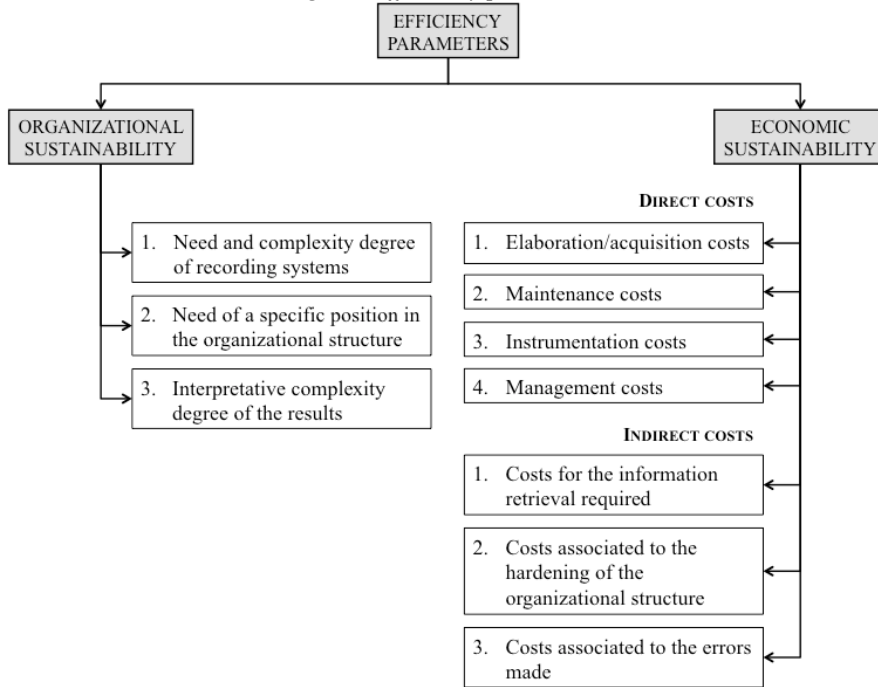 EFFICIENCY
PARAMETERS
ORGANIZATIONAL
SUSTAINABILITY
1. Need and complexity degree
of recording systems
2. Need of a specific position in
the organizational structure
3. Interpretative complexity
degree of the results
ECONOMIC
SUSTAINABILITY
DIRECT COSTS
1. Elaboration/acquisition costs
2. Maintenance costs
3. Instrumentation costs
4. Management costs
INDIRECT COSTS
1. Costs for the information
retrieval required
2. Costs associated to the
hardening of the
organizational structure
3. Costs associated to the errors
made